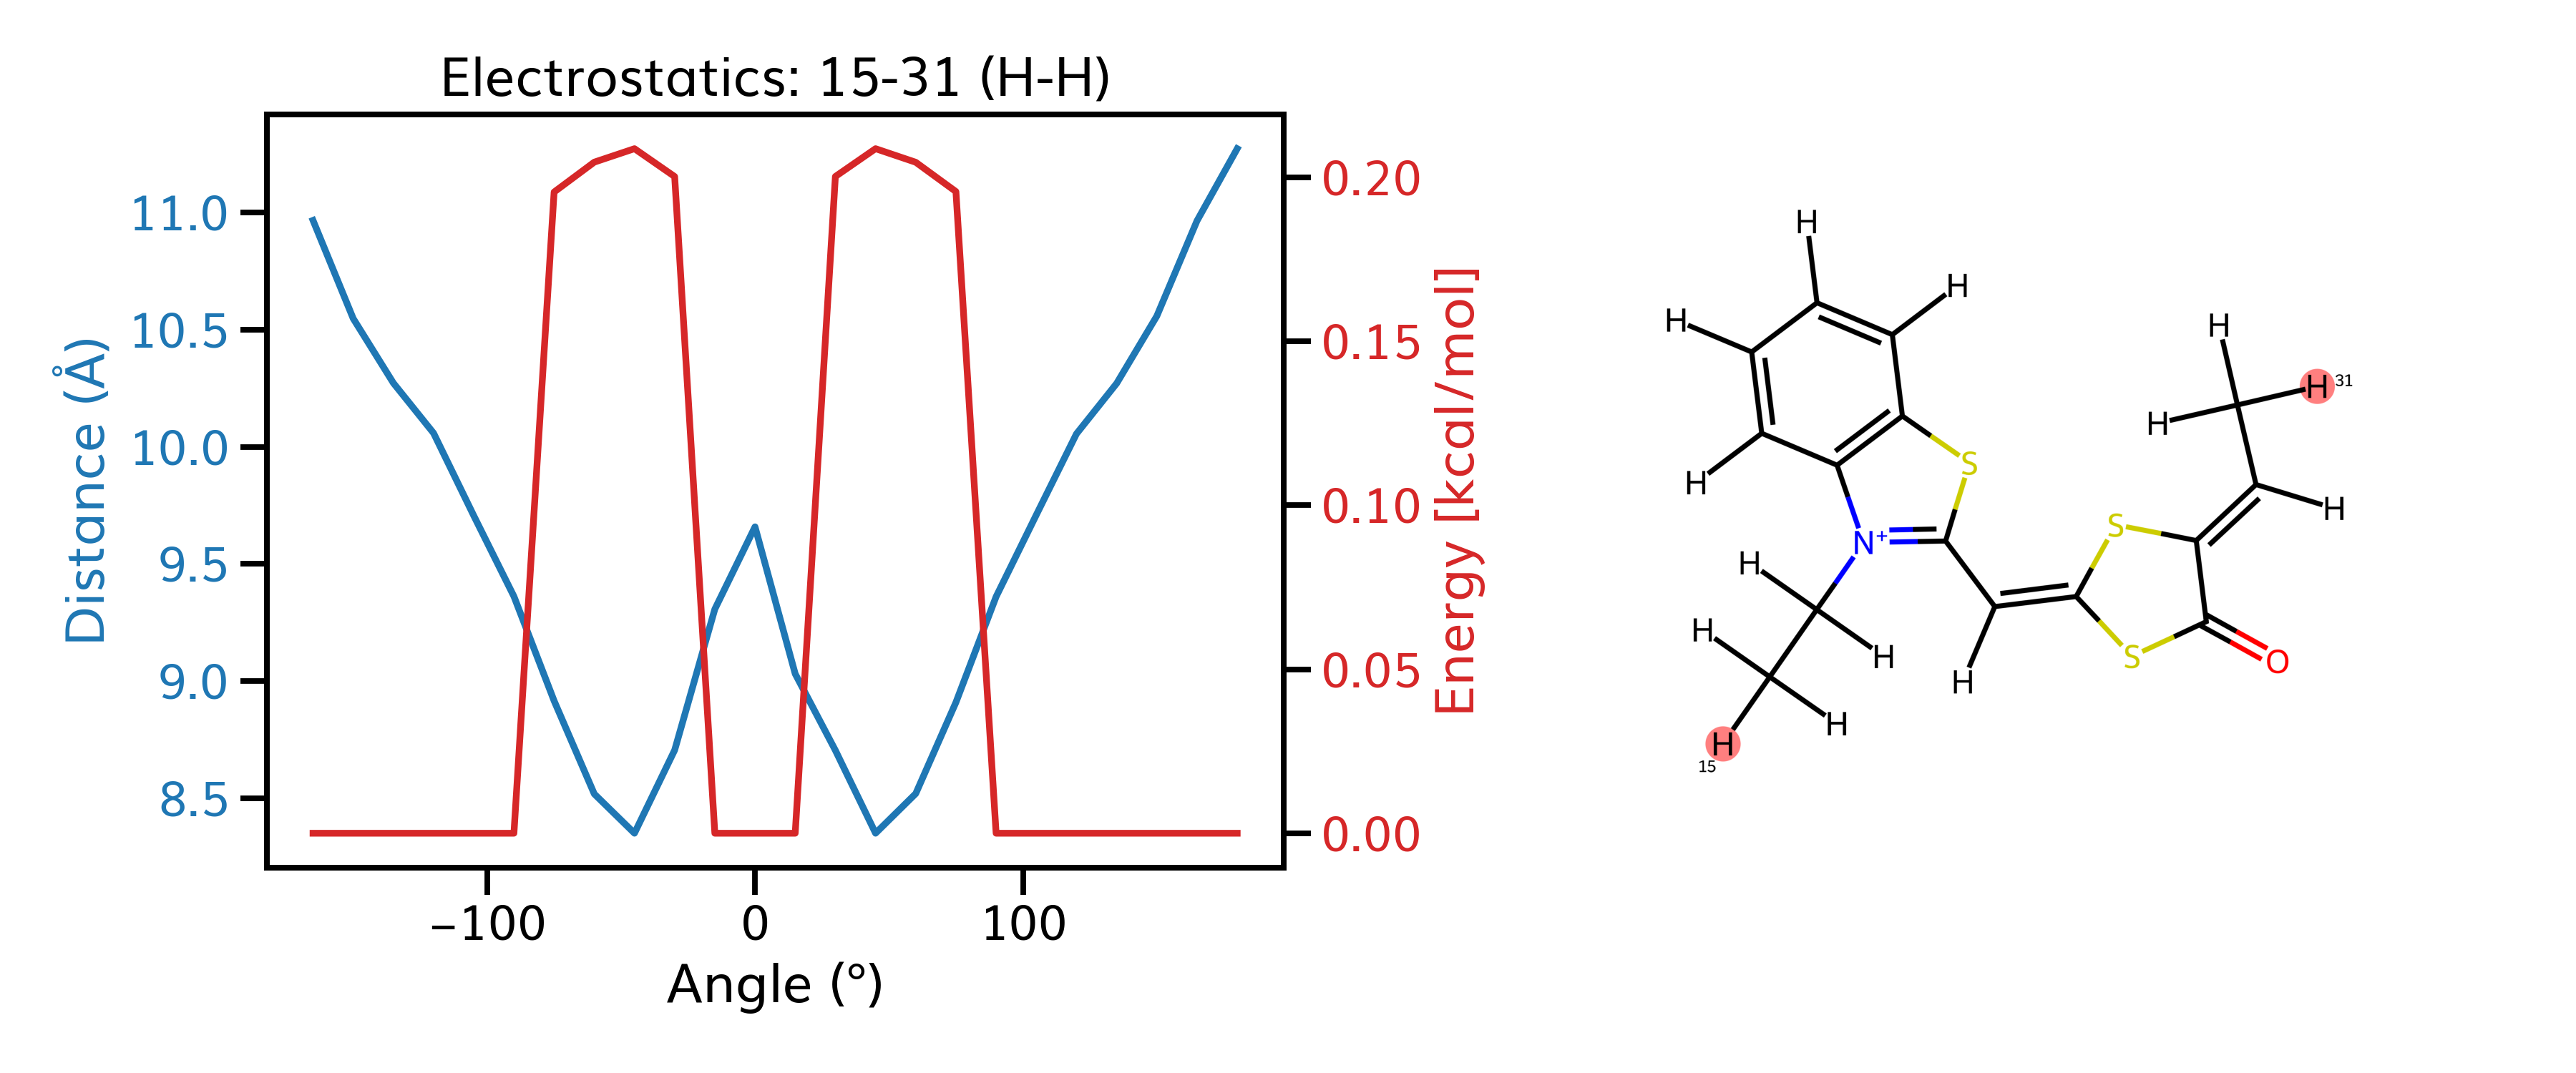 Electrostatics: 15-31 (H-H)
Distance (Å)
11.0
10.5
10.0
9.5
9.0
8.5
0.20
0.15
0.10
0.05
0.00
Energy [kcal/mol]
−100 0 100
Angle (°)
H
H
H
H
H
H 31
H
H
S
H
S
N+
H
H
H
S
O
H
H
H
15